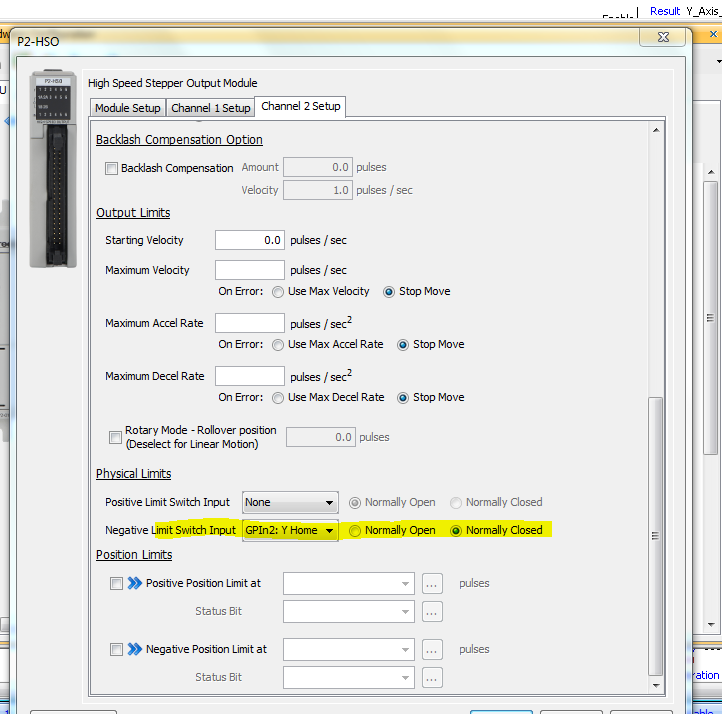 Enable
Result Y_Axis_
P2-HSO
P2-HSO
High Speed Stepper Output Module
Module Setup
Channel 1 Setup
Channel 2 Setup
Backlash Compensation Option
Backlash Compensation Amount 0.0 pulses
Velocity 1.0 pulses / sec
Output Limits
Starting Velocity 0.0 pulses / sec
Maximum Velocity pulses / sec
On Error: Use Max Velocity Stop Move
Maximum Accel Rate pulses / sec2
On Error: Use Max Accel Rate Stop Move
Maximum Decel Rate pulses / sec2
On Error: Use Max Decel Rate Stop Move
Rotary Mode - Rollover position
(Deselect for Linear Motion) 0.0 pulses
Physical Limits
Positive Limit Switch Input None Normally Open Normally Closed
Negative Limit Switch Input GPIn2: Y Home Normally Open Normally Closed
Position Limits
Positive Position Limit at ... pulses
Status Bit ...
Negative Position Limit at ... pulses
Status Bit ...